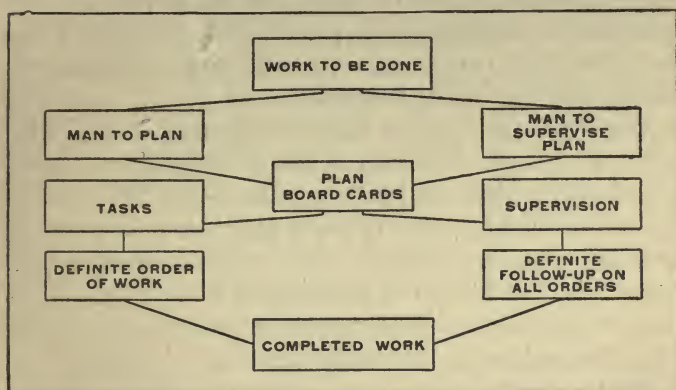 WORK TO BE DONE
MAN TO PLAN
MAN TO
SUPERVISE
PLAN
PLAN
BOARD CARDS
TASKS
SUPERVISION
DEFINITE ORDER
OF WORK
DEFINITE
FOLLOW-UP ON
ALL ORDERS
COMPLETED WORK